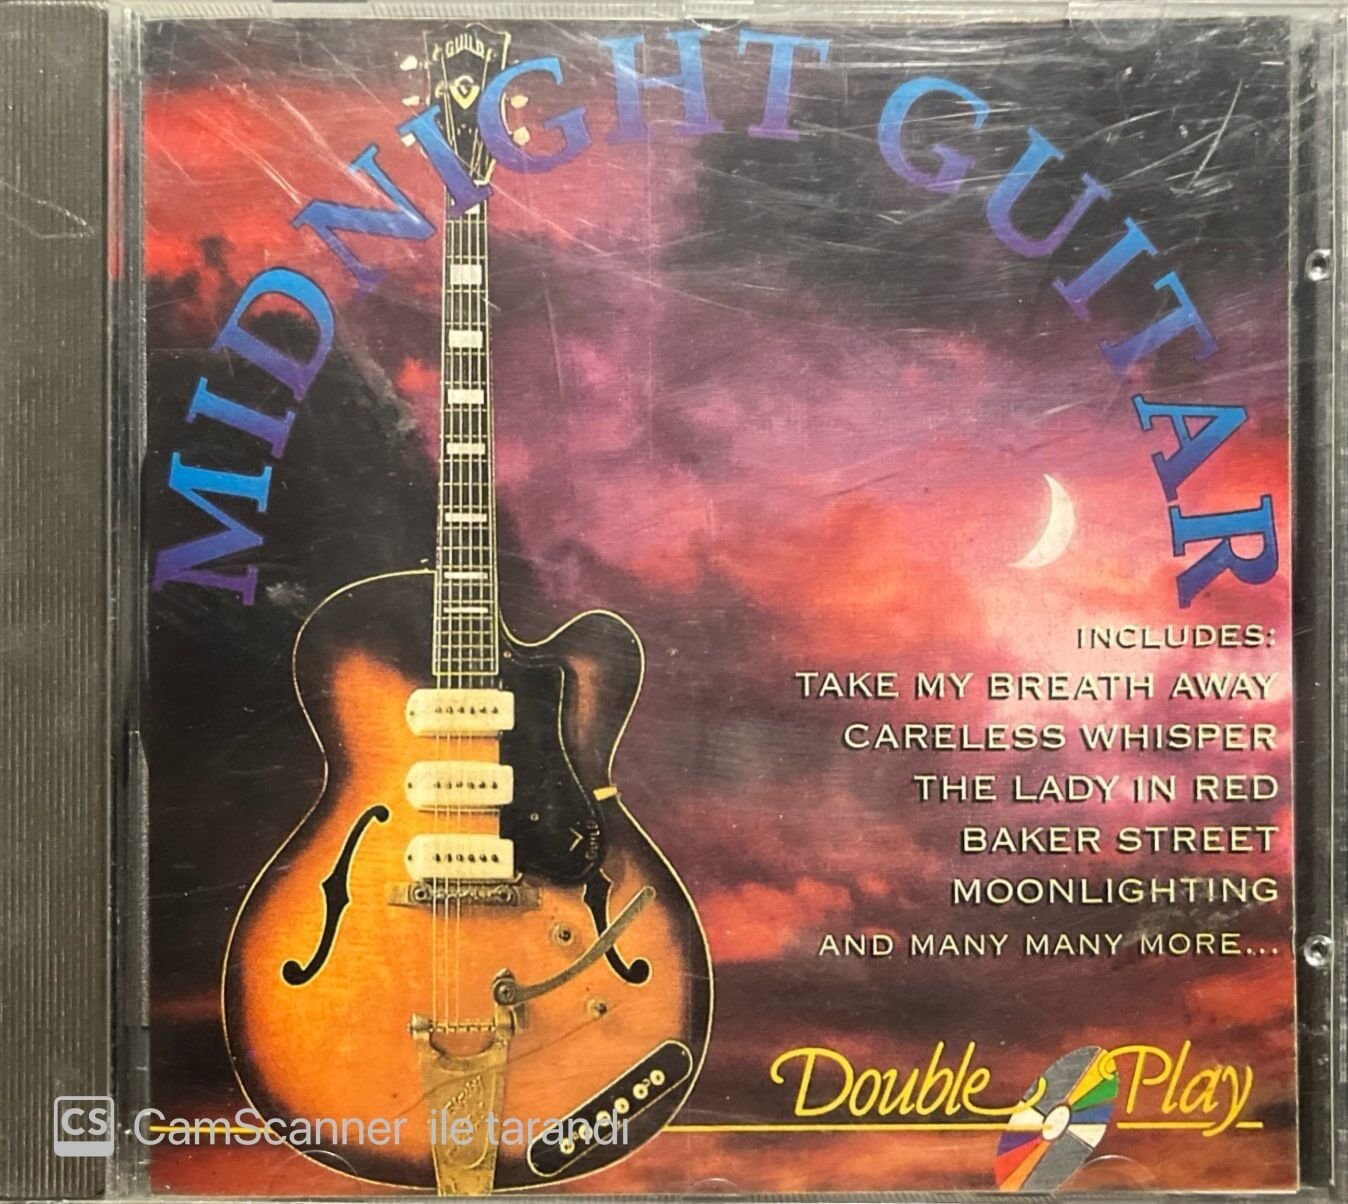 GUILD
G
MIDNIGHT GUITAR
INCLUDES:
TAKE MY BREATH AWAY
CARELESS WHISPER
THE LADY IN RED
BAKER STREET
MOONLIGHTING
AND MANY MANY MORE...
GUILD
Double Play
CS CamScanner ile tarandı